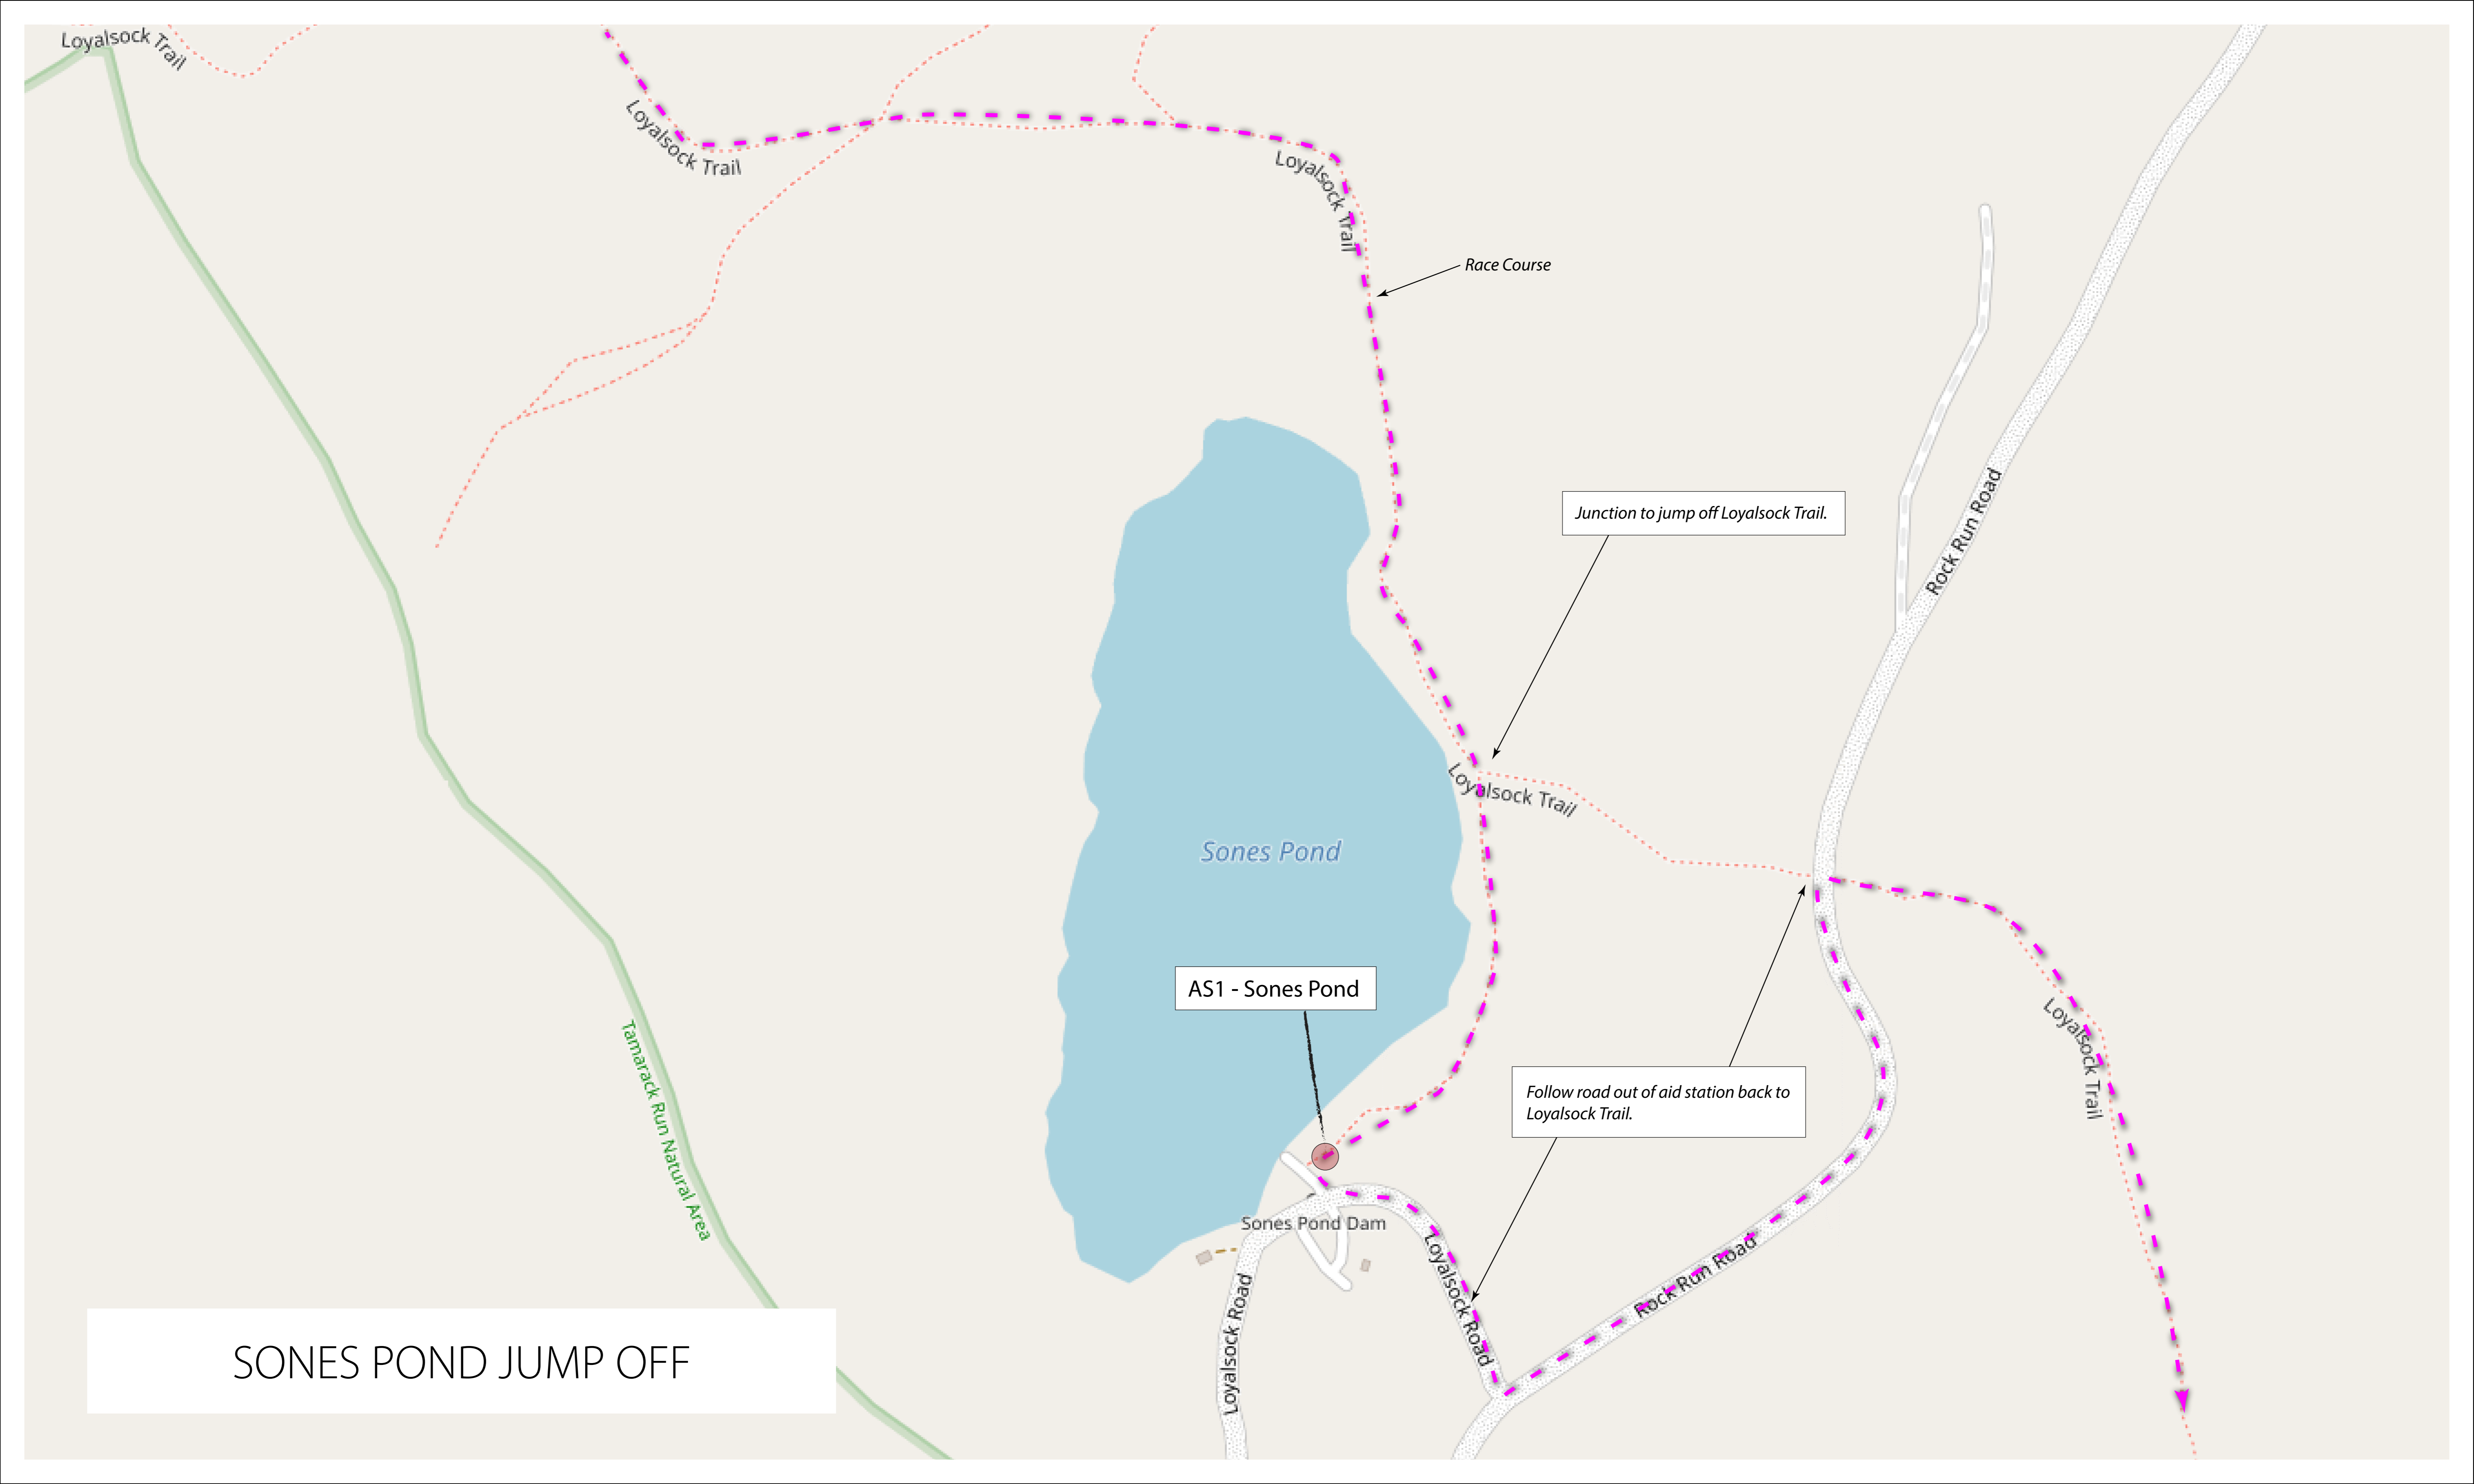 Loyalsock Trail
Loyalsock Trail
Loyalsock Trail
Race Course
Junction to jump off Loyalsock Trail.
Rock Run Road
Loyalsock Trail
Sones Pond
AS1 - Sones Pond
Loyalsock Trail
Tamarack Run Natural Area
Follow road out of aid station back to
Loyalsock Trail.
Sones Pond Dam
Loyalsock Road
Loyalsock Road
Rock Run Road
SONES POND JUMP OFF